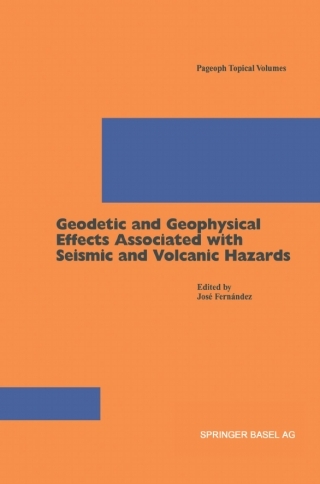 Pageoph Topical Volumes
Geodetic and Geophysical
Effects Associated with
Seismic and Volcanic Hazards
Edited by
José Fernández
SPRINGER BASEL AG